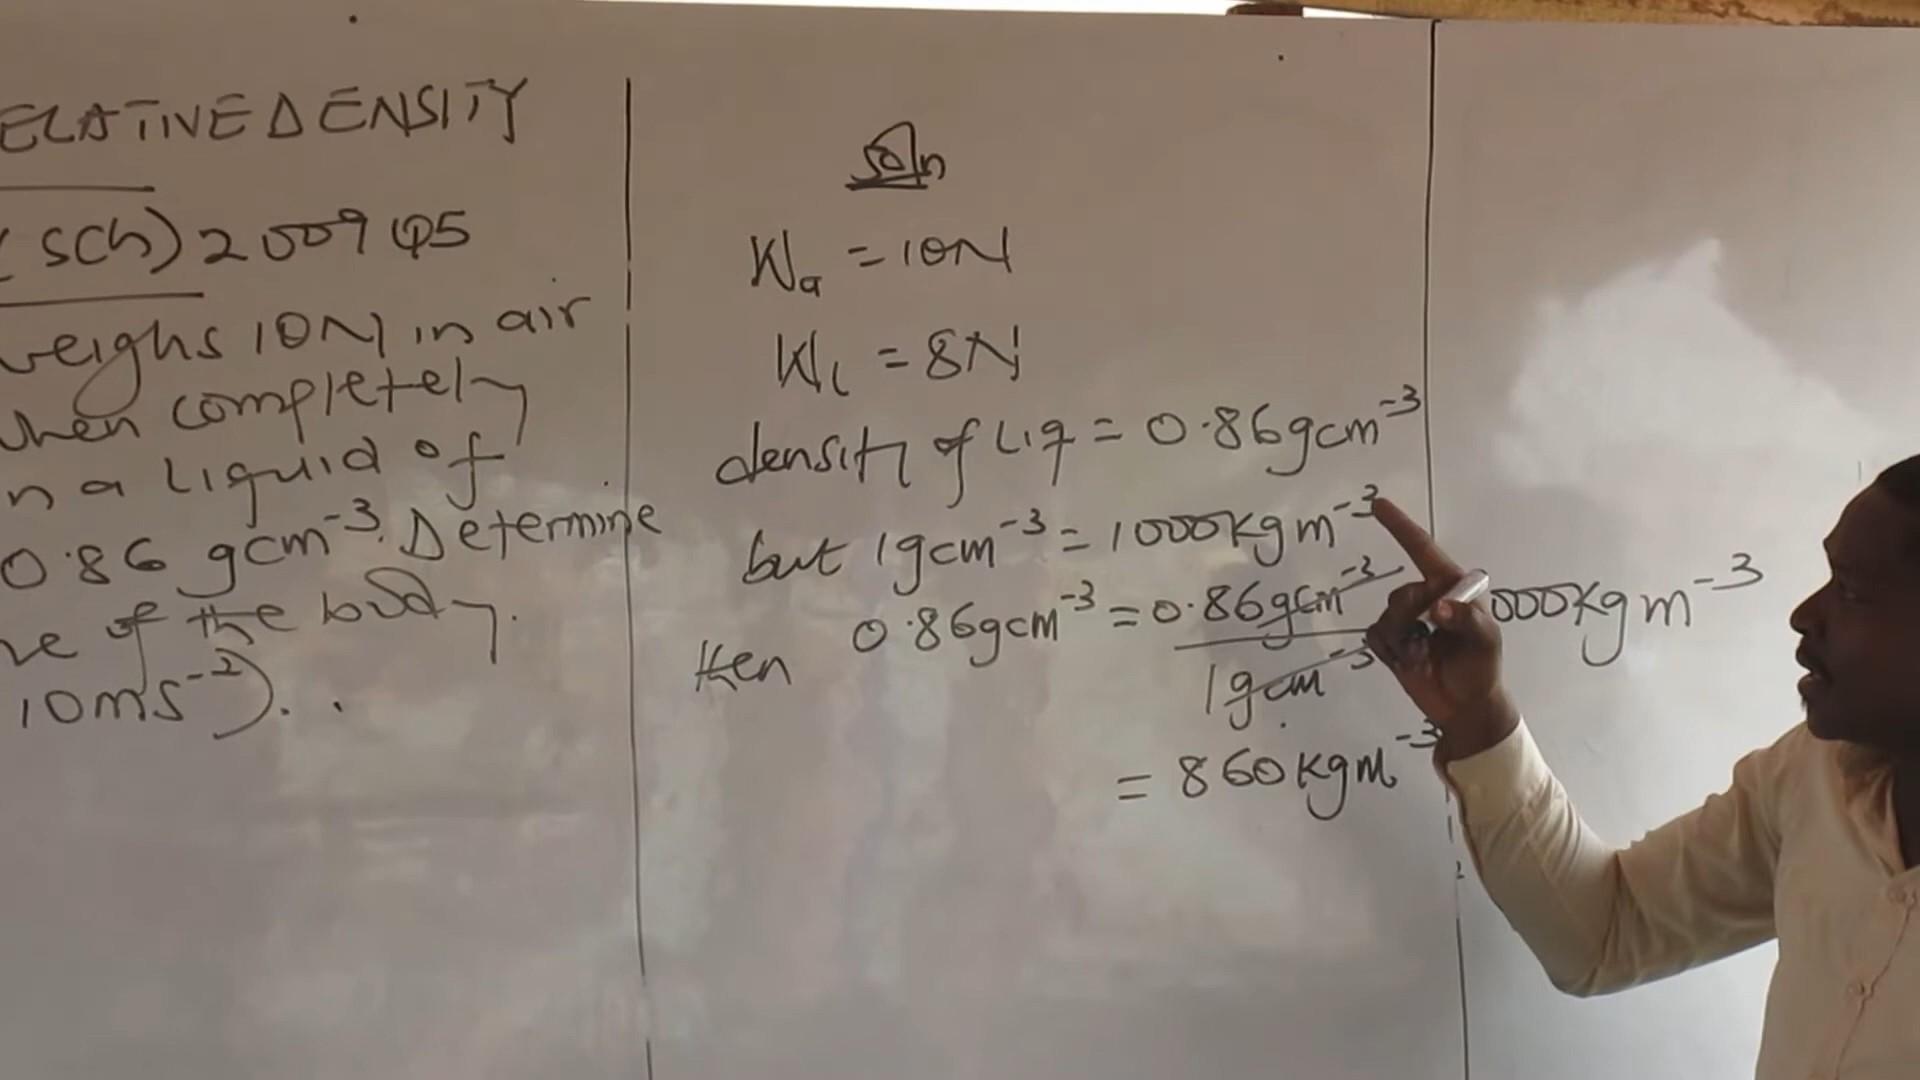 ELATIVE DENSITY
(SCh) 2009 Q5
weighs 10N in air
when completely
n a liquid of
0.86 gcm⁻³. Determine
e of the body.
10ms⁻²).
Soln
Wa = 10N
WL = 8N
density of Liq = 0.86gcm⁻³
but 1gcm⁻³ = 1000kgm⁻³
then 0.86gcm⁻³ = 0.86gcm⁻³ 000kgm⁻³
1gcm⁻³
= 860kgm⁻³